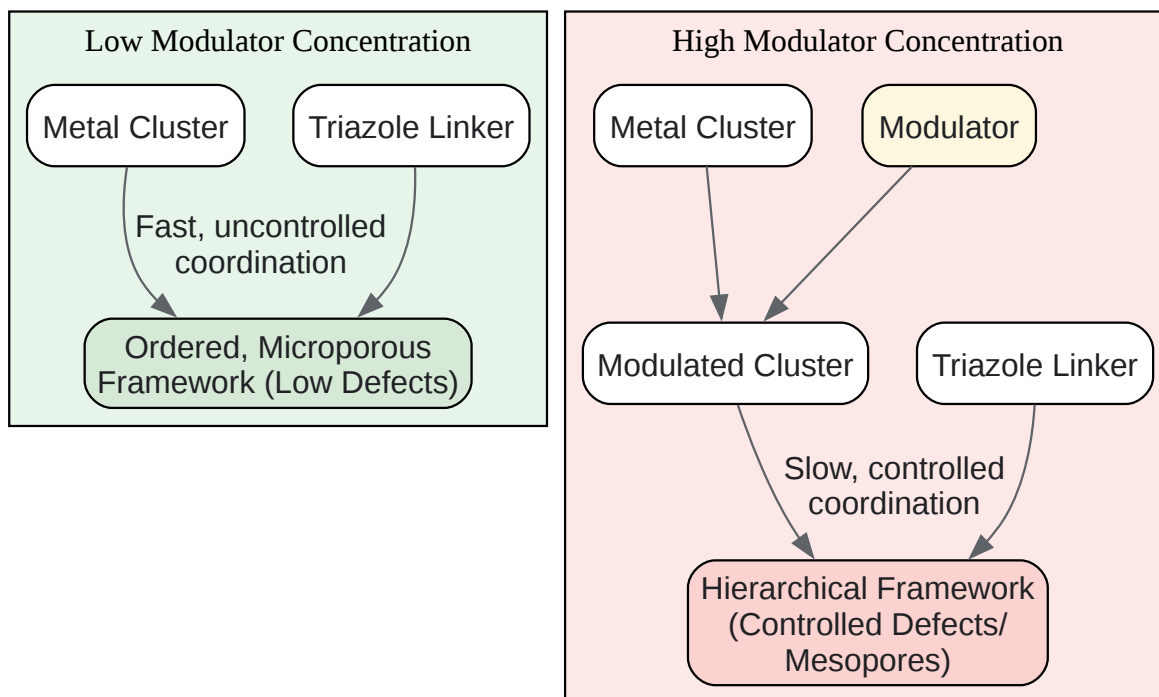 Low Modulator Concentration
Metal Cluster
Triazole Linker
Fast, uncontrolled
coordination
Ordered, Microporous
Framework (Low Defects)
High Modulator Concentration
Metal Cluster
Modulator
Modulated Cluster
Triazole Linker
Slow, controlled
coordination
Hierarchical Framework
(Controlled Defects/
Mesopores)